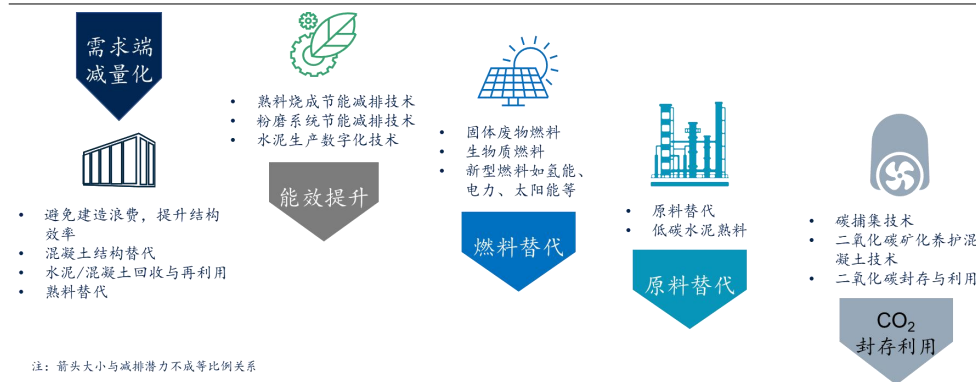 需求端
减量化
• 避免建造浪费，提升结构
效率
• 混凝土结构替代
• 水泥/混凝土回收与再利用
• 熟料替代
• 熟料烧成节能减排技术
• 粉磨系统节能减排技术
• 水泥生产数字化技术
能效提升
• 固体废物燃料
• 生物质燃料
• 新型燃料如氢能、
电力、太阳能等
燃料替代
• 原料替代
• 低碳水泥熟料
原料替代
• 碳捕集技术
• 二氧化碳矿化养护混
凝土技术
• 二氧化碳封存与利用
CO₂
封存利用
注：箭头大小与减排潜力不成等比例关系